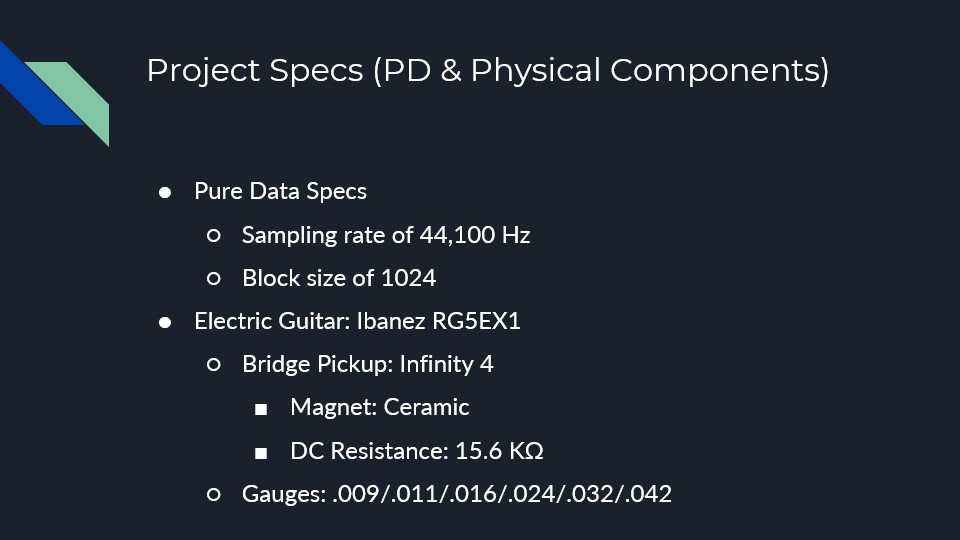 Project Specs (PD & Physical Components)
● Pure Data Specs
○ Sampling rate of 44,100 Hz
○ Block size of 1024
● Electric Guitar: Ibanez RG5EX1
○ Bridge Pickup: Infinity 4
■ Magnet: Ceramic
■ DC Resistance: 15.6 KΩ
○ Gauges: .009/.011/.016/.024/.032/.042